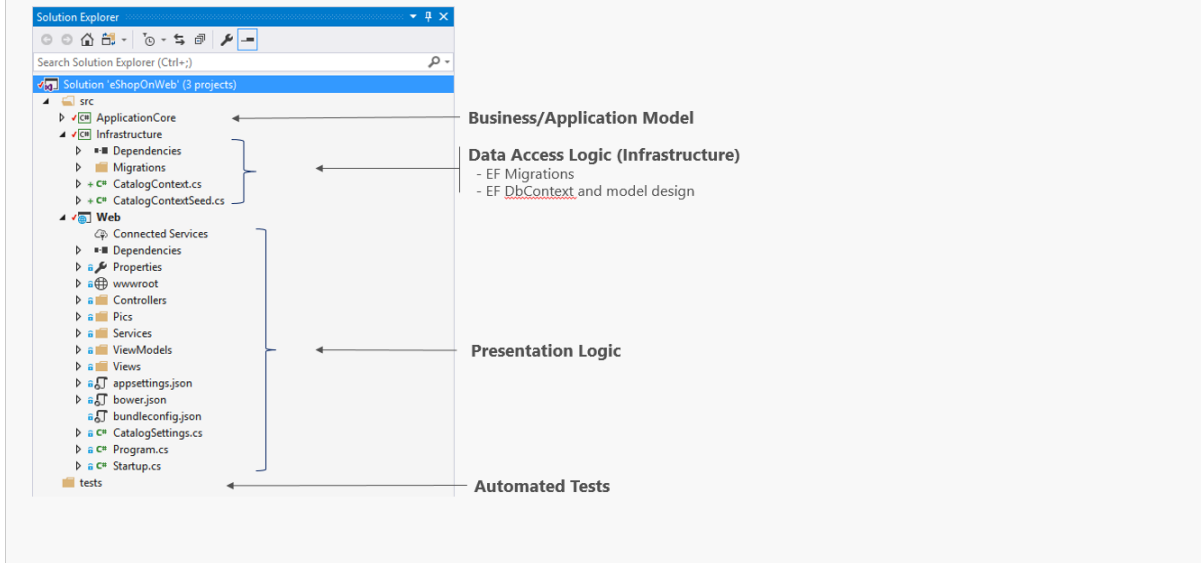 Solution Explorer
Search Solution Explorer (Ctrl+;)
Solution 'eShopOnWeb' (3 projects)
src
C# ApplicationCore
Business/Application Model
C# Infrastructure
Dependencies
Data Access Logic (Infrastructure)
Migrations
- EF Migrations
C# CatalogContext.cs
- EF DbContext and model design
C# CatalogContextSeed.cs
Web
Connected Services
Dependencies
Properties
wwwroot
Controllers
Pics
Services
ViewModels
Presentation Logic
Views
appsettings.json
bower.json
bundleconfig.json
C# CatalogSettings.cs
C# Program.cs
C# Startup.cs
tests
Automated Tests